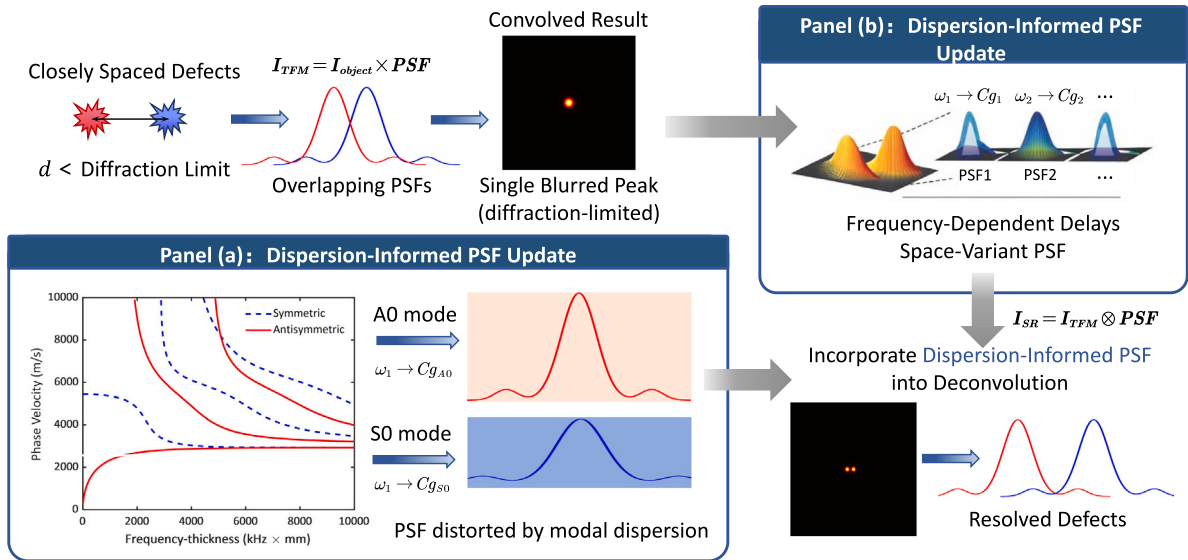 Closely Spaced Defects
d < Diffraction Limit
I_TFM = I_object × PSF
Overlapping PSFs
Convolved Result
Single Blurred Peak
(diffraction-limited)
Panel (b)： Dispersion-Informed PSF
Update
ω₁ → Cg₁ ω₂ → Cg₂ ...
PSF1 PSF2 ...
Frequency-Dependent Delays
Space-Variant PSF
Panel (a)： Dispersion-Informed PSF Update
Phase Velocity (m/s)
10000
8000
6000
4000
2000
0
Symmetric
Antisymmetric
0 2000 4000 6000 8000 10000
Frequency-thickness (kHz × mm)
A0 mode
ω₁ → Cg_A0
S0 mode
ω₁ → Cg_S0
PSF distorted by modal dispersion
I_SR = I_TFM ⊗ PSF
Incorporate Dispersion-Informed PSF
into Deconvolution
Resolved Defects